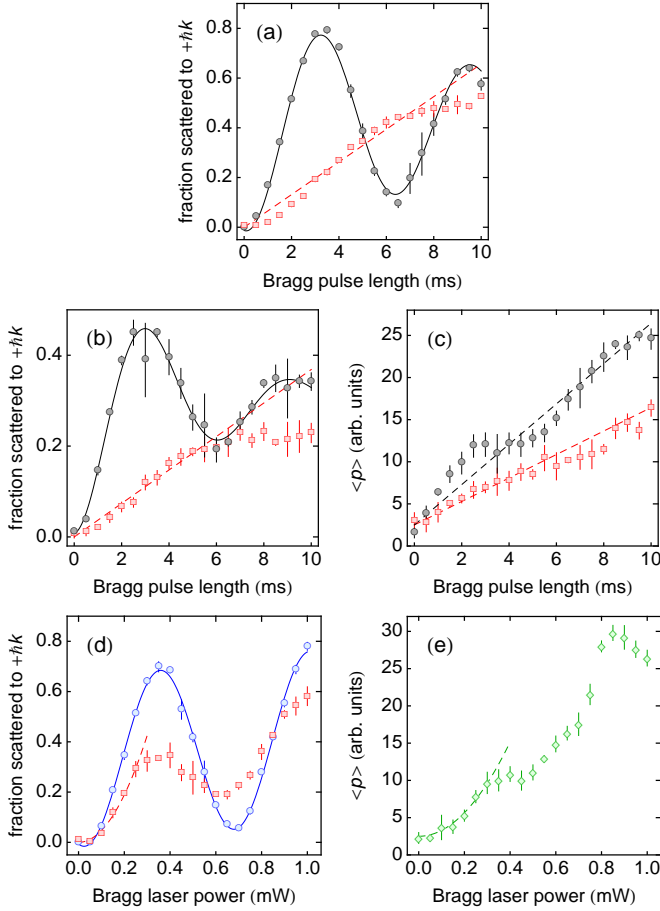 (a)
fraction scattered to +ħk
0.8
0.4
0.0
0 2 4 6 8 10
Bragg pulse length (ms)
(b)
fraction scattered to +ħk
0.4
0.2
0.0
0 2 4 6 8 10
Bragg pulse length (ms)
(c)
<p> (arb. units)
25
20
15
10
5
0
0 2 4 6 8 10
Bragg pulse length (ms)
(d)
fraction scattered to +ħk
0.8
0.6
0.4
0.2
0.0
0.0 0.2 0.4 0.6 0.8 1.0
Bragg laser power (mW)
(e)
<p> (arb. units)
30
25
20
15
10
5
0
0.0 0.2 0.4 0.6 0.8 1.0
Bragg laser power (mW)